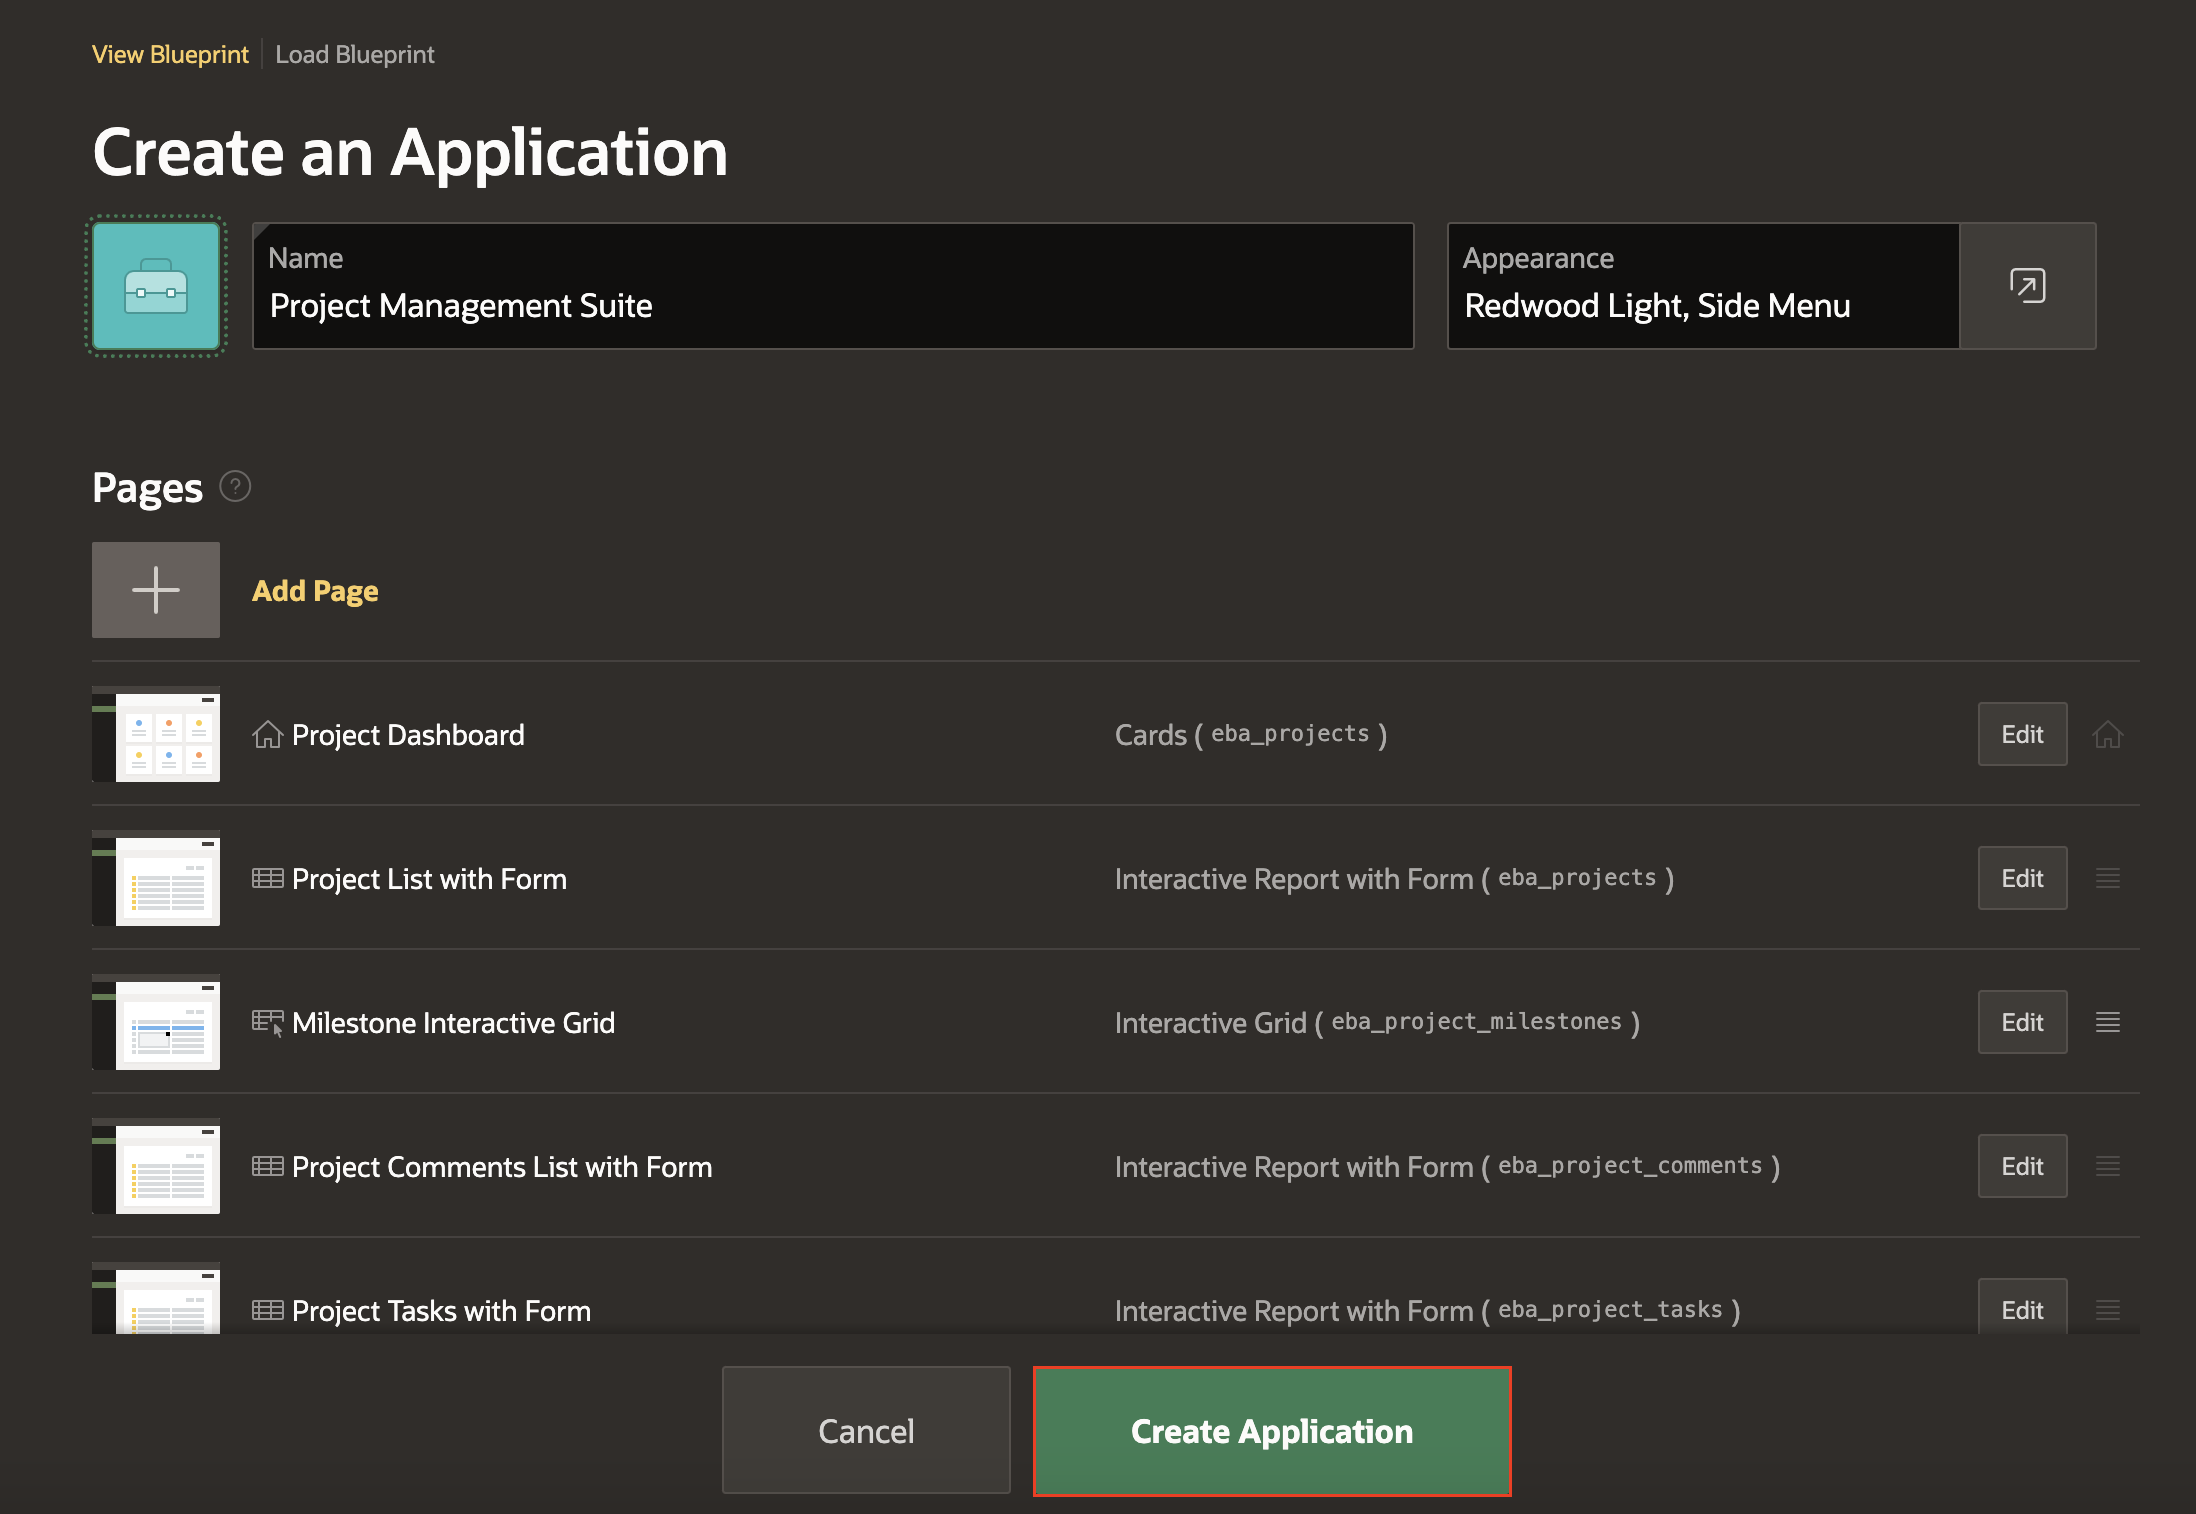 View Blueprint | Load Blueprint
Create an Application
Name
Project Management Suite
Appearance
Redwood Light, Side Menu
Pages ?
Add Page
Project Dashboard Cards ( eba_projects ) Edit
Project List with Form Interactive Report with Form ( eba_projects ) Edit
Milestone Interactive Grid Interactive Grid ( eba_project_milestones ) Edit
Project Comments List with Form Interactive Report with Form ( eba_project_comments ) Edit
Project Tasks with Form Interactive Report with Form ( eba_project_tasks ) Edit
Cancel Create Application